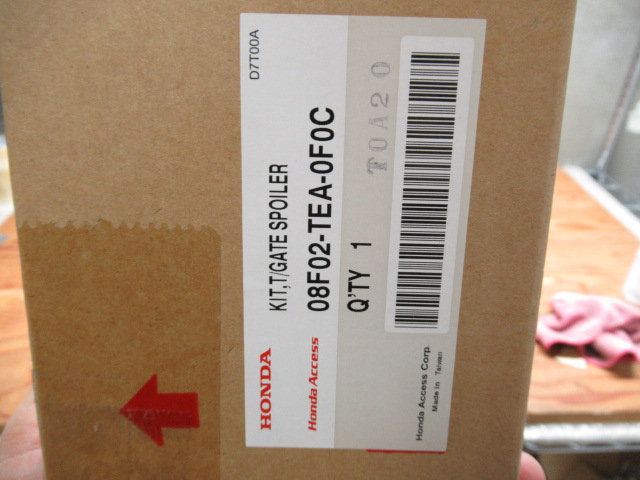 D7T00A
KIT,T/GATE SPOILER
HONDA
08F02-TEA-0F0C
Honda Access
Q'TY 1
T0A20
Honda Access Corp.
Made in Taiwan